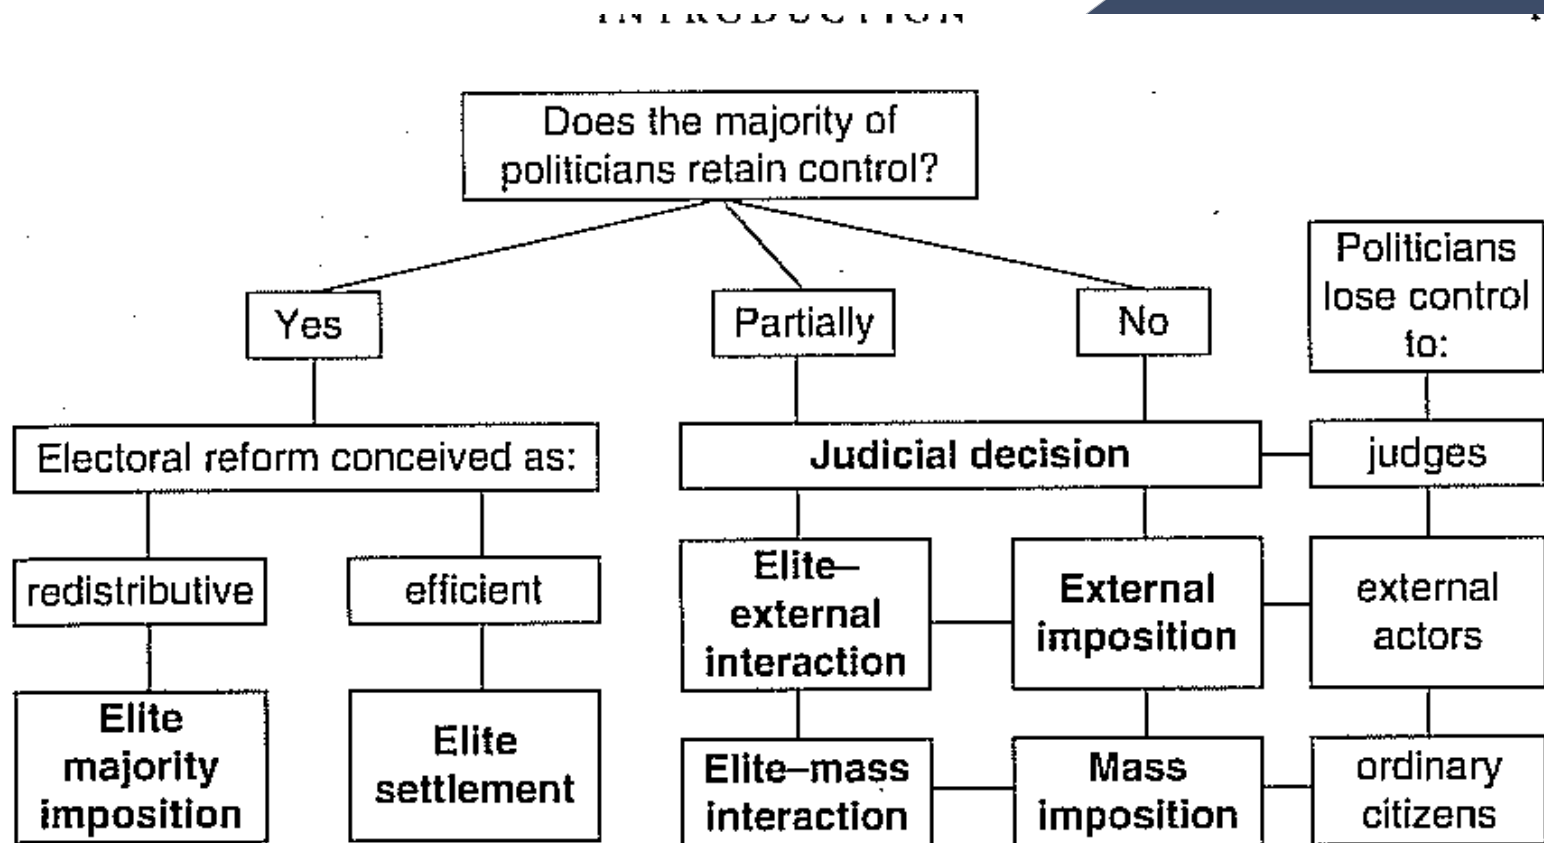 INTRODUCTION
Does the majority of
politicians retain control?
Yes
Partially
No
Politicians
lose control
to:
Electoral reform conceived as:
Judicial decision
judges
redistributive
efficient
Elite–
external
interaction
External
imposition
external
actors
Elite
majority
imposition
Elite
settlement
Elite–mass
interaction
Mass
imposition
ordinary
citizens